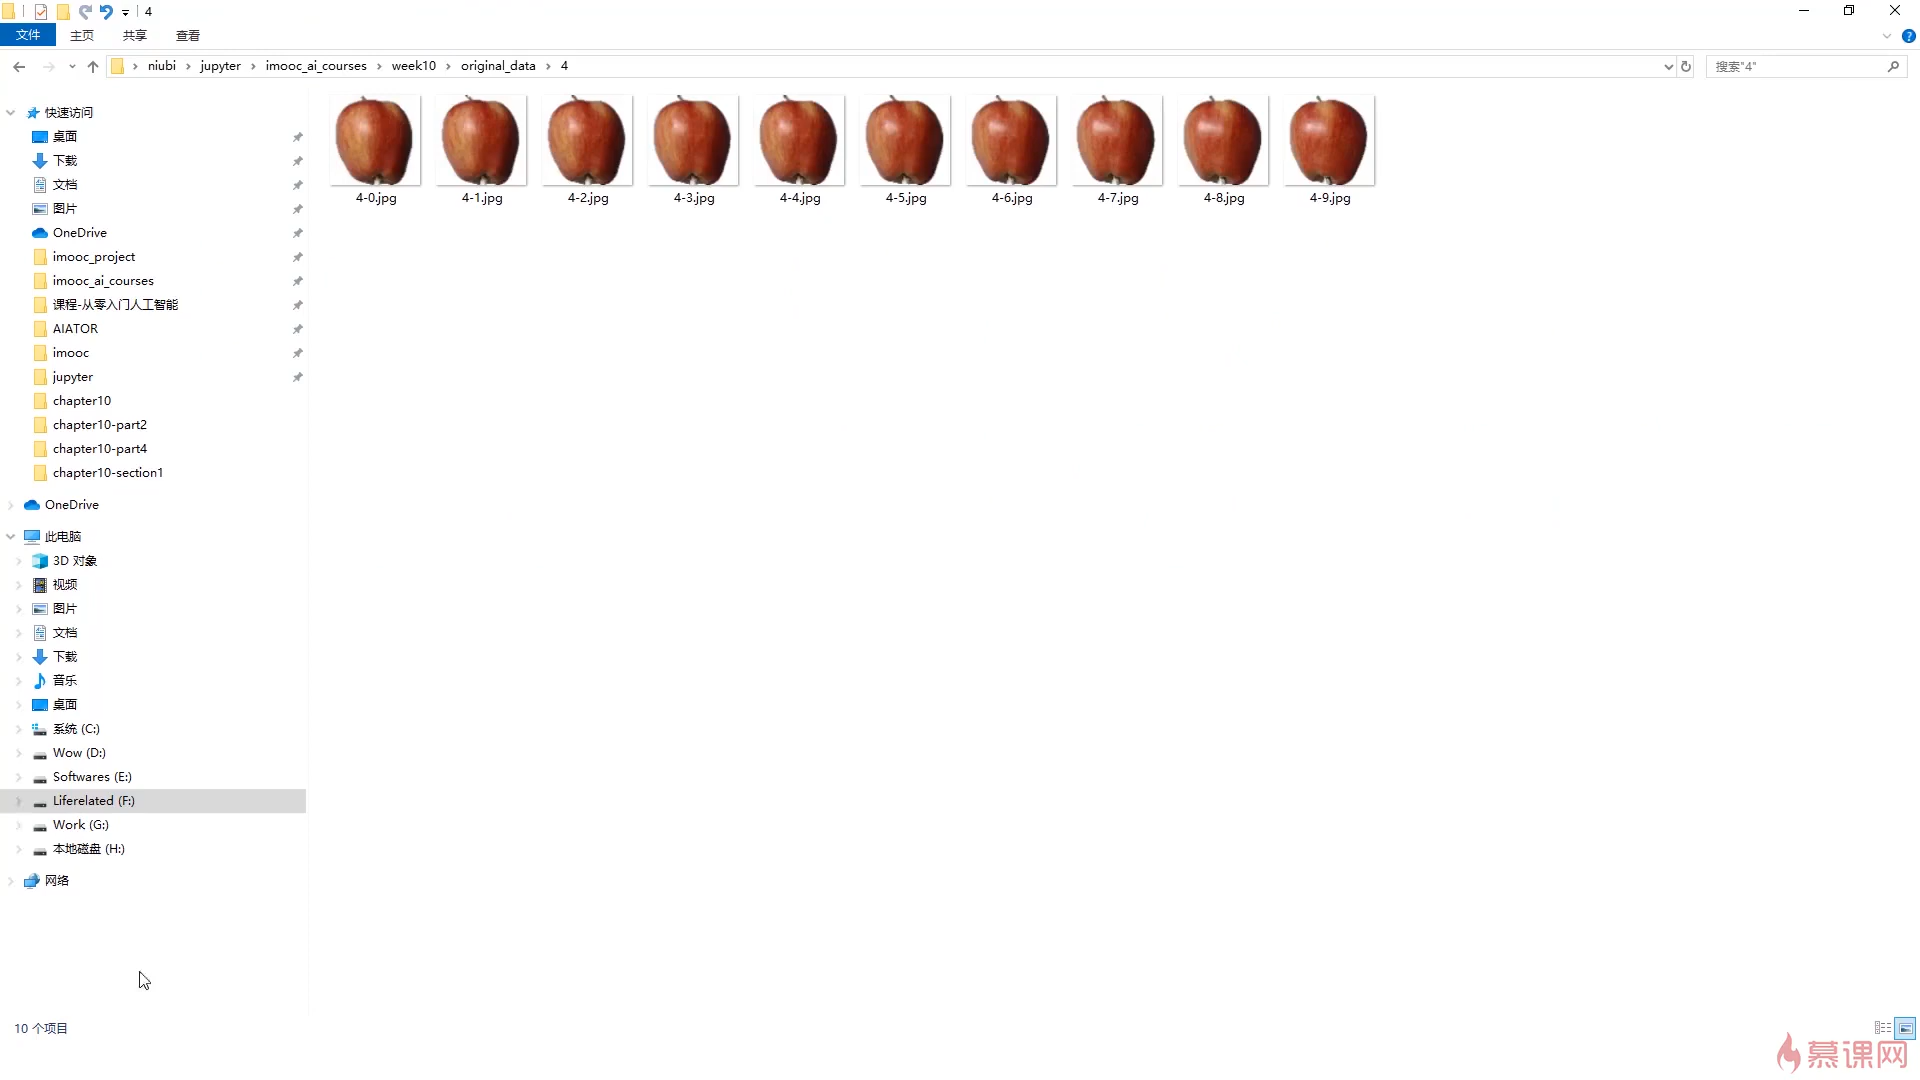 4
文件 主页 共享 查看
niubi jupyter imooc_ai_courses week10 original_data 4
搜索"4"
4-0.jpg 4-1.jpg 4-2.jpg 4-3.jpg 4-4.jpg 4-5.jpg 4-6.jpg 4-7.jpg 4-8.jpg 4-9.jpg
快速访问
桌面
下载
文档
图片
OneDrive
imooc_project
imooc_ai_courses
课程-从零入门人工智能
AIATOR
imooc
jupyter
chapter10
chapter10-part2
chapter10-part4
chapter10-section1
OneDrive
此电脑
3D 对象
视频
图片
文档
下载
音乐
桌面
系统 (C:)
Wow (D:)
Softwares (E:)
Liferelated (F:)
Work (G:)
本地磁盘 (H:)
网络
10 个项目
慕课网